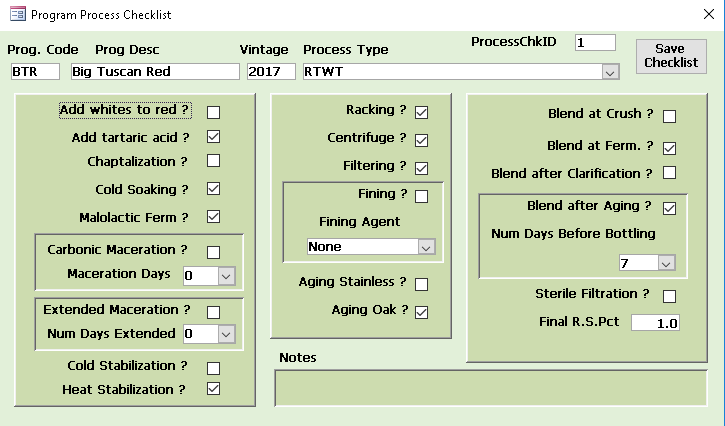 Program Process Checklist
ProcessChkID 1
Save Checklist
Prog. Code Prog Desc Vintage Process Type
BTR Big Tuscan Red 2017 RTWT
Add whites to red ?
Add tartaric acid ?
Chaptalization ?
Cold Soaking ?
Malolactic Ferm ?
Carbonic Maceration ?
Maceration Days 0
Extended Maceration ?
Num Days Extended 0
Cold Stabilization ?
Heat Stabilization ?
Racking ?
Centrifuge ?
Filtering ?
Fining ?
Fining Agent
None
Aging Stainless ?
Aging Oak ?
Blend at Crush ?
Blend at Ferm. ?
Blend after Clarification ?
Blend after Aging ?
Num Days Before Bottling
7
Sterile Filtration ?
Final R.S.Pct 1.0
Notes